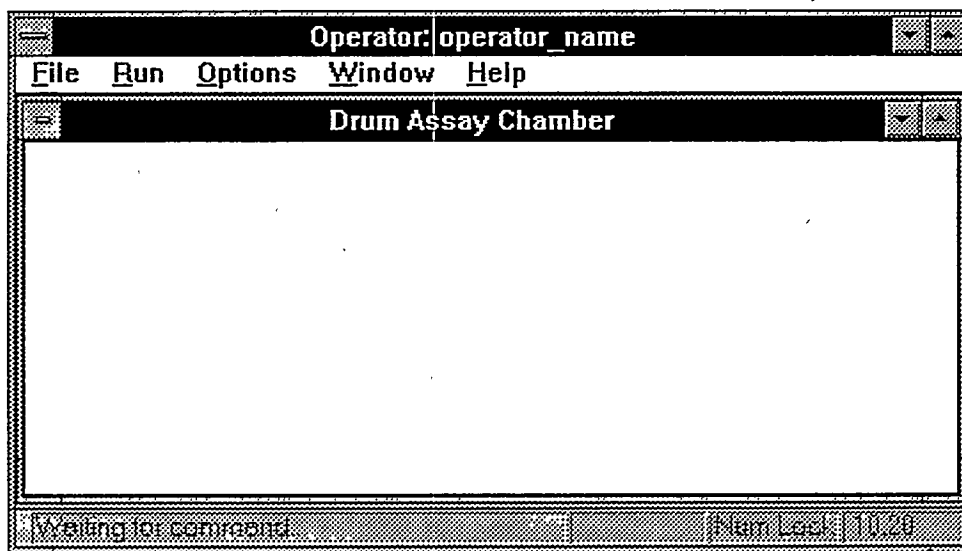 Operator: operator_name
File Run Options Window Help
Drum Assay Chamber
Waiting for command... Num Lock 10:20